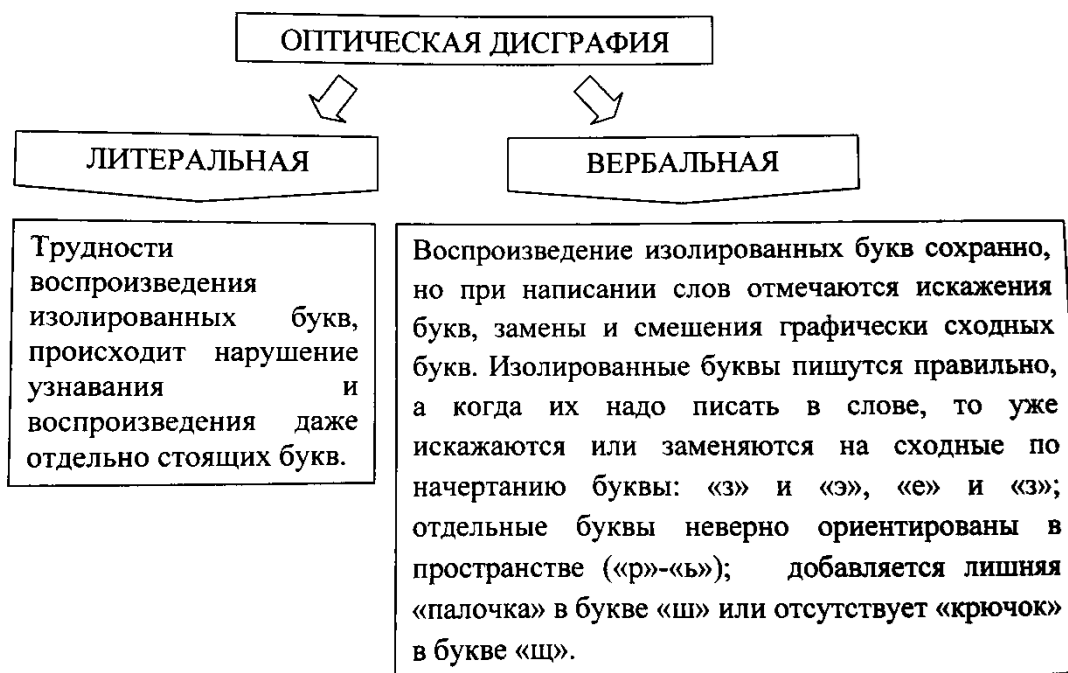 ОПТИЧЕСКАЯ ДИСГРАФИЯ
ЛИТЕРАЛЬНАЯ
ВЕРБАЛЬНАЯ
Трудности
воспроизведения
изолированных букв,
происходит нарушение
узнавания и
воспроизведения даже
отдельно стоящих букв.
Воспроизведение изолированных букв сохранно,
но при написании слов отмечаются искажения
букв, замены и смешения графически сходных
букв. Изолированные буквы пишутся правильно,
а когда их надо писать в слове, то уже
искажаются или заменяются на сходные по
начертанию буквы: «з» и «э», «е» и «з»;
отдельные буквы неверно ориентированы в
пространстве («р»-«ь»); добавляется лишняя
«палочка» в букве «ш» или отсутствует «крючок»
в букве «щ».